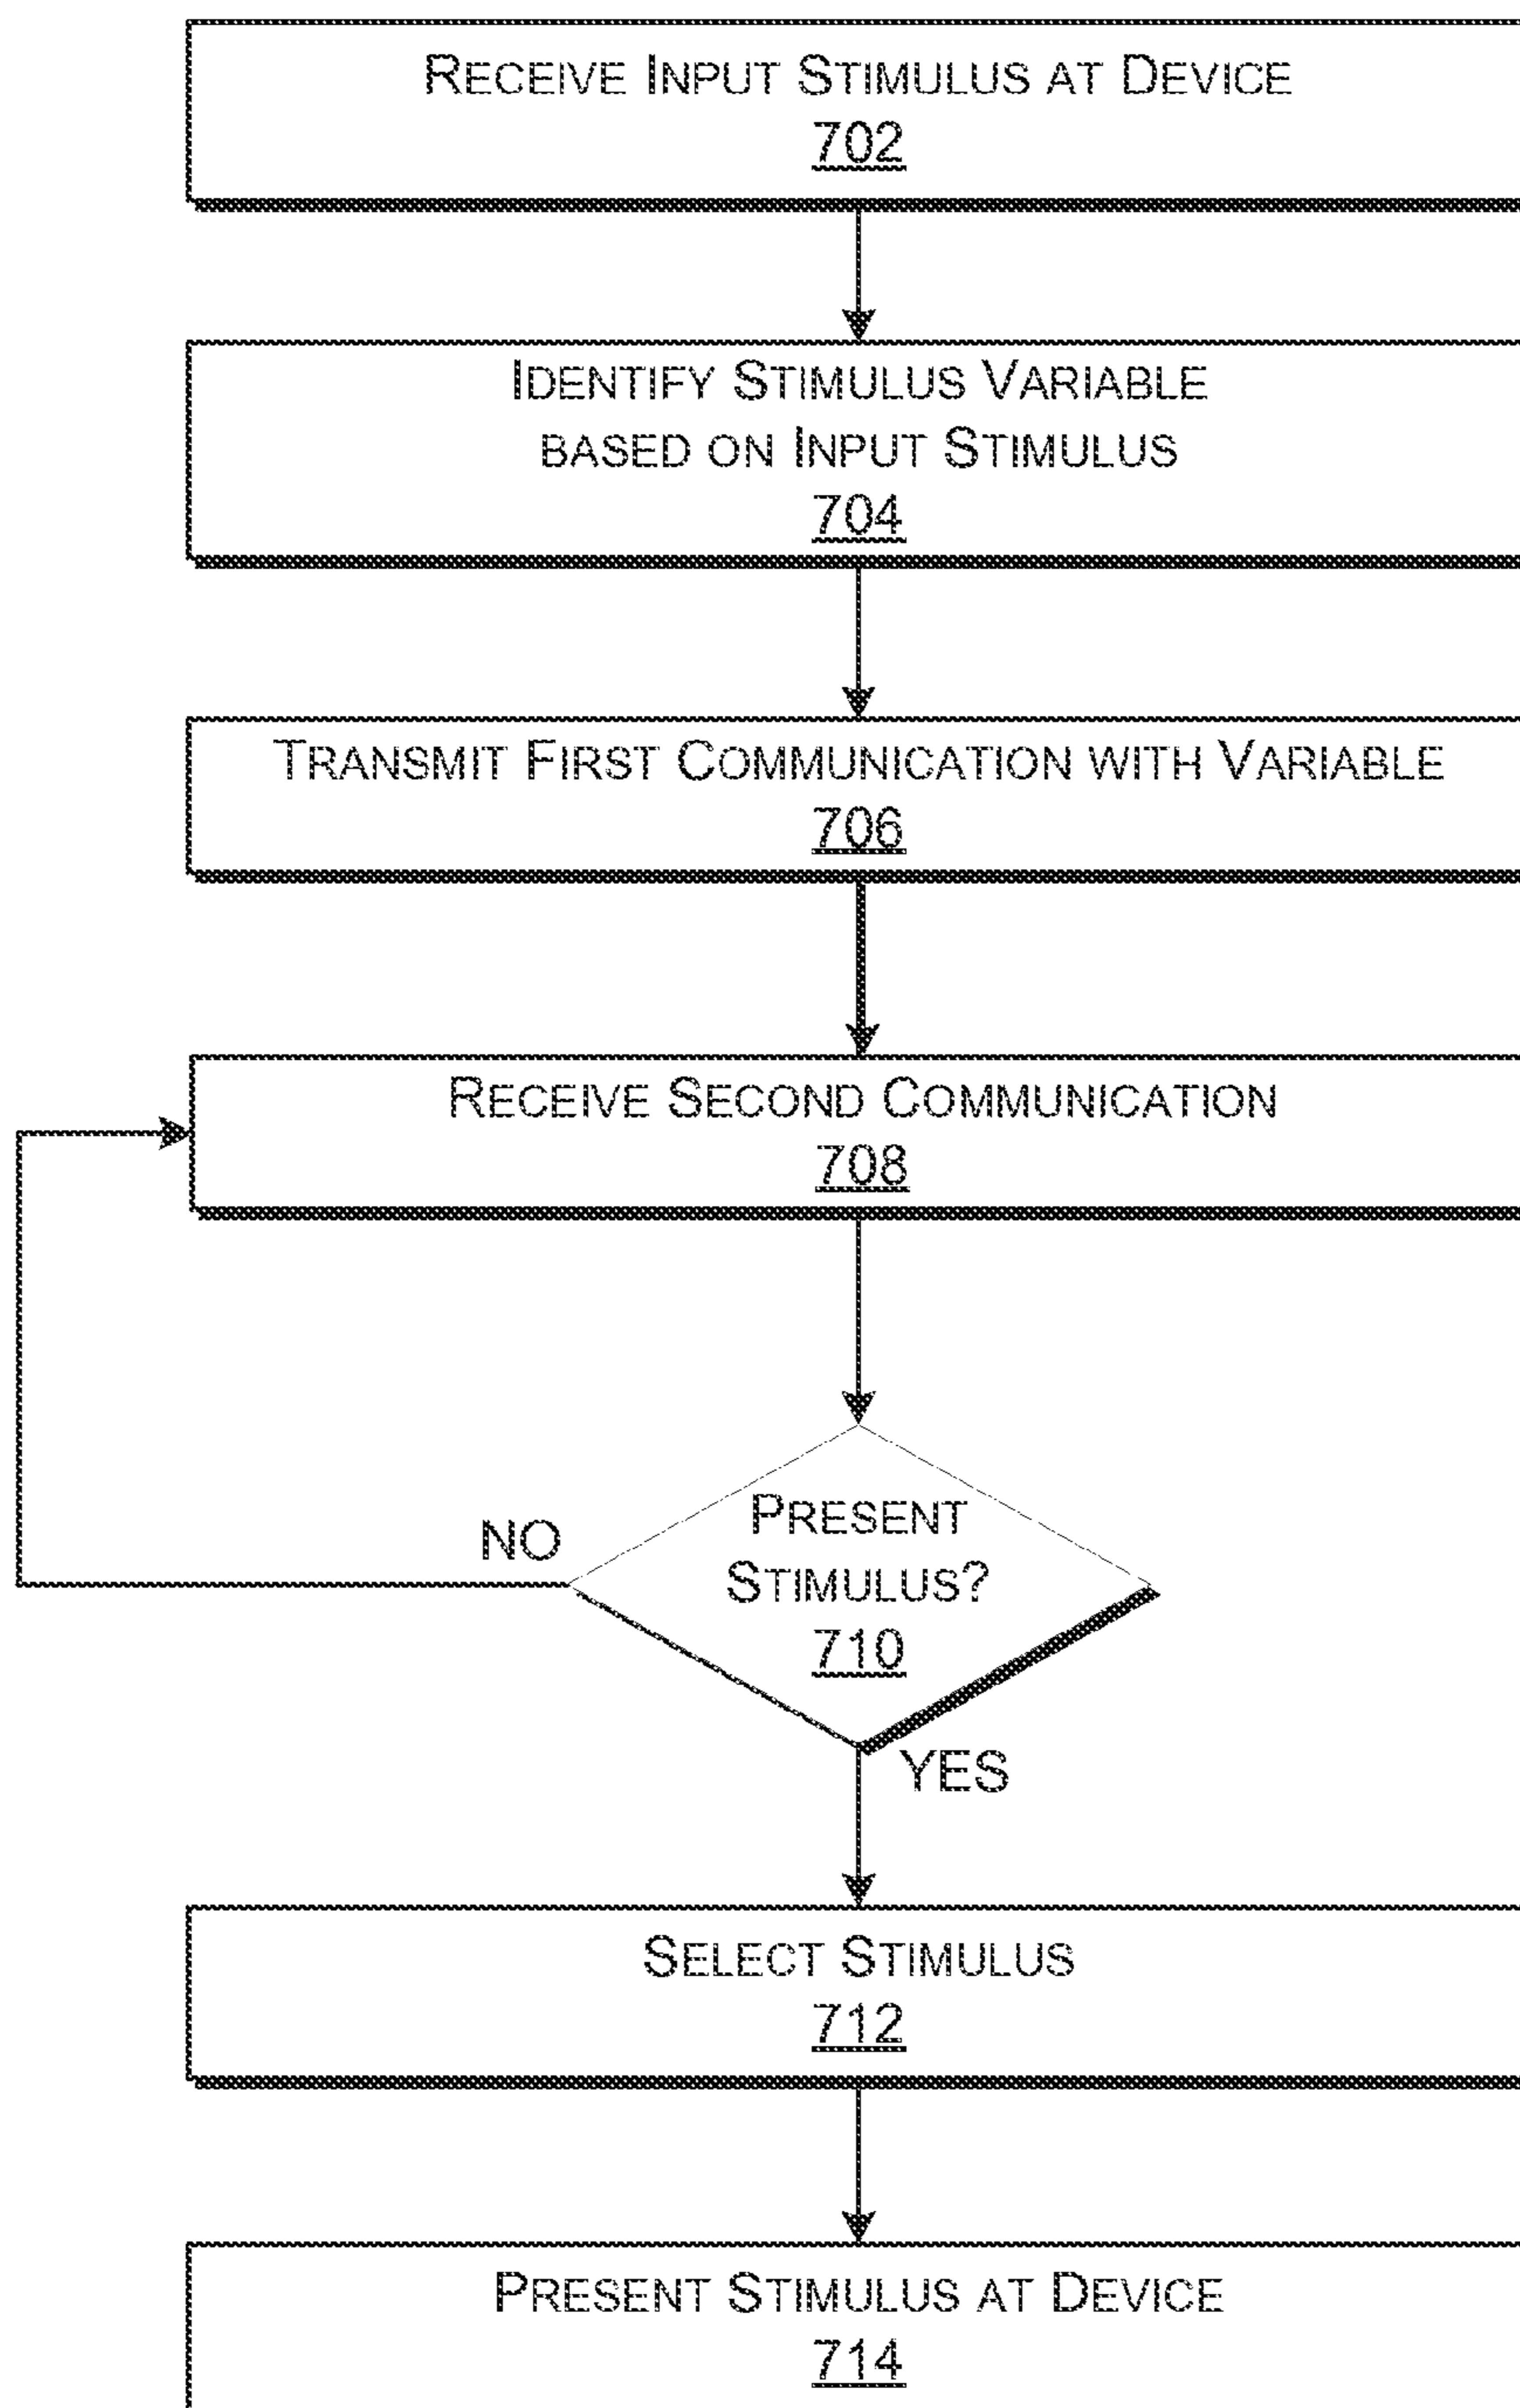 RECEIVE INPUT STIMULUS AT DEVICE
702
IDENTIFY STIMULUS VARIABLE
BASED ON INPUT STIMULUS
704
TRANSMIT FIRST COMMUNICATION WITH VARIABLE
706
RECEIVE SECOND COMMUNICATION
708
NO
PRESENT
STIMULUS?
710
YES
SELECT STIMULUS
712
PRESENT STIMULUS AT DEVICE
714